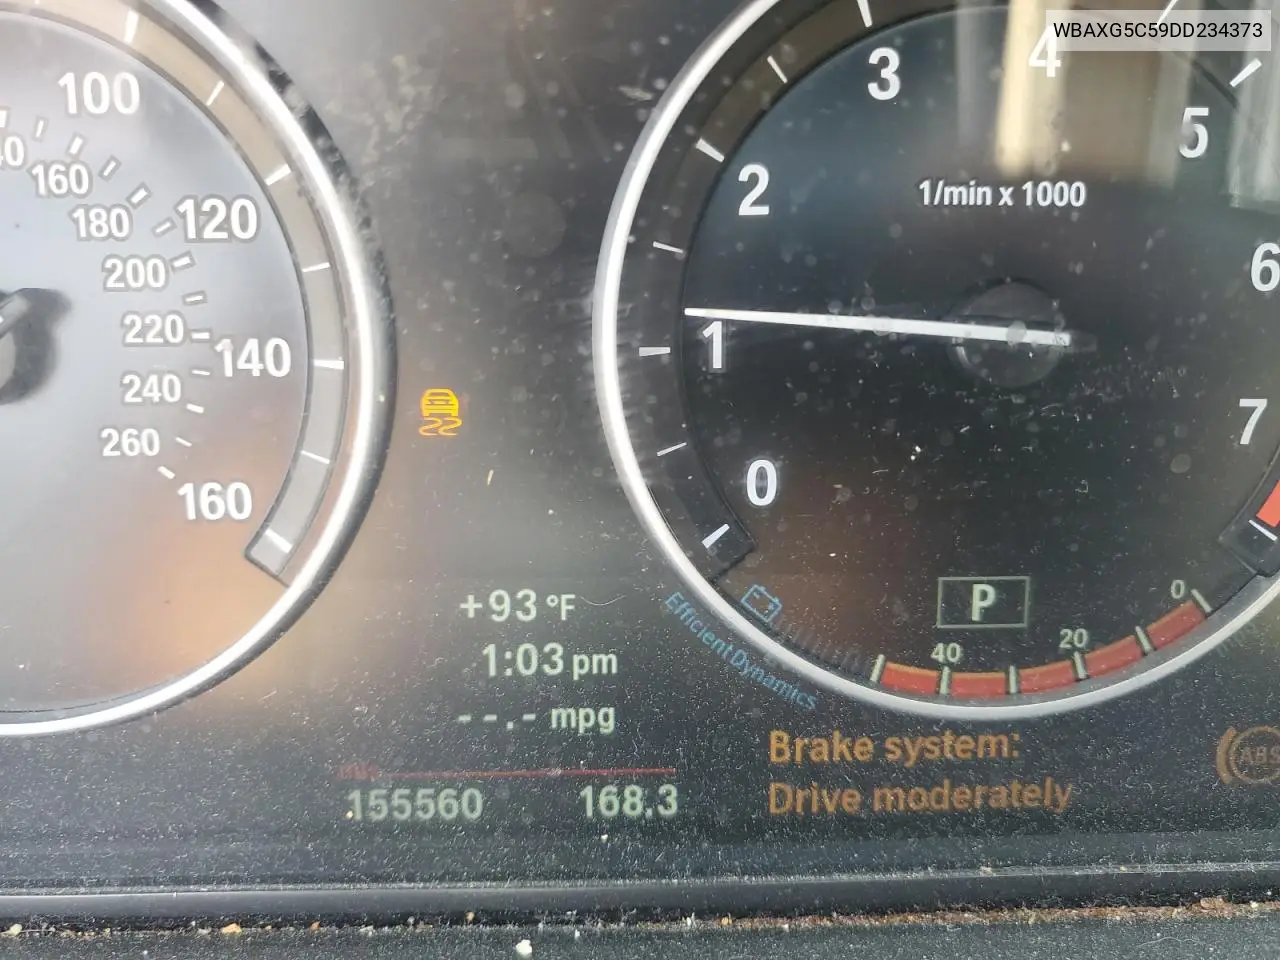 WBAXG5C59DD234373
100
160
180
120
200
220
140
240
260
160
0
1
2
3
4
5
6
7
1/min x 1000
P
40
20
0
Efficient Dynamics
+93 °F
1:03 pm
--.- mpg
155560
168.3
Brake system:
Drive moderately
ABS